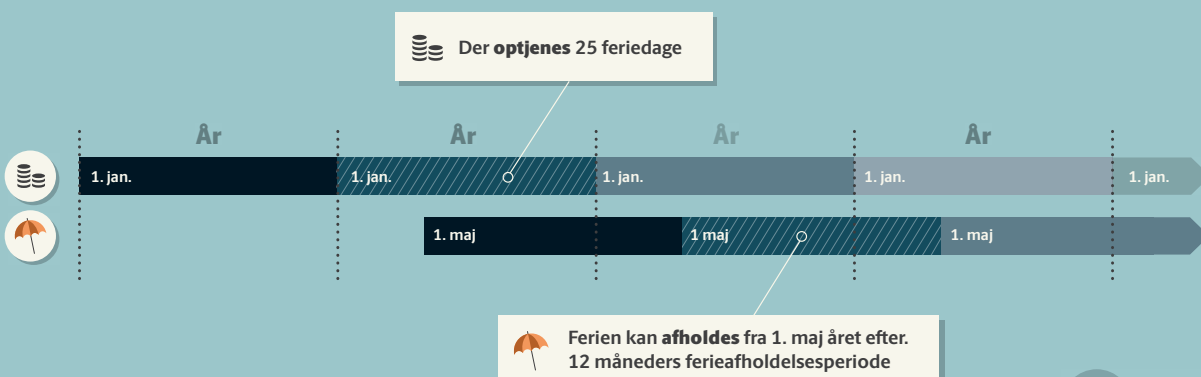 Der optjenes 25 feriedage
År År År År
1. jan. 1. jan. 1. jan. 1. jan. 1. jan.
1. maj 1 maj 1. maj
Ferien kan afholdes fra 1. maj året efter.
12 måneders ferieafholdelsesperiode